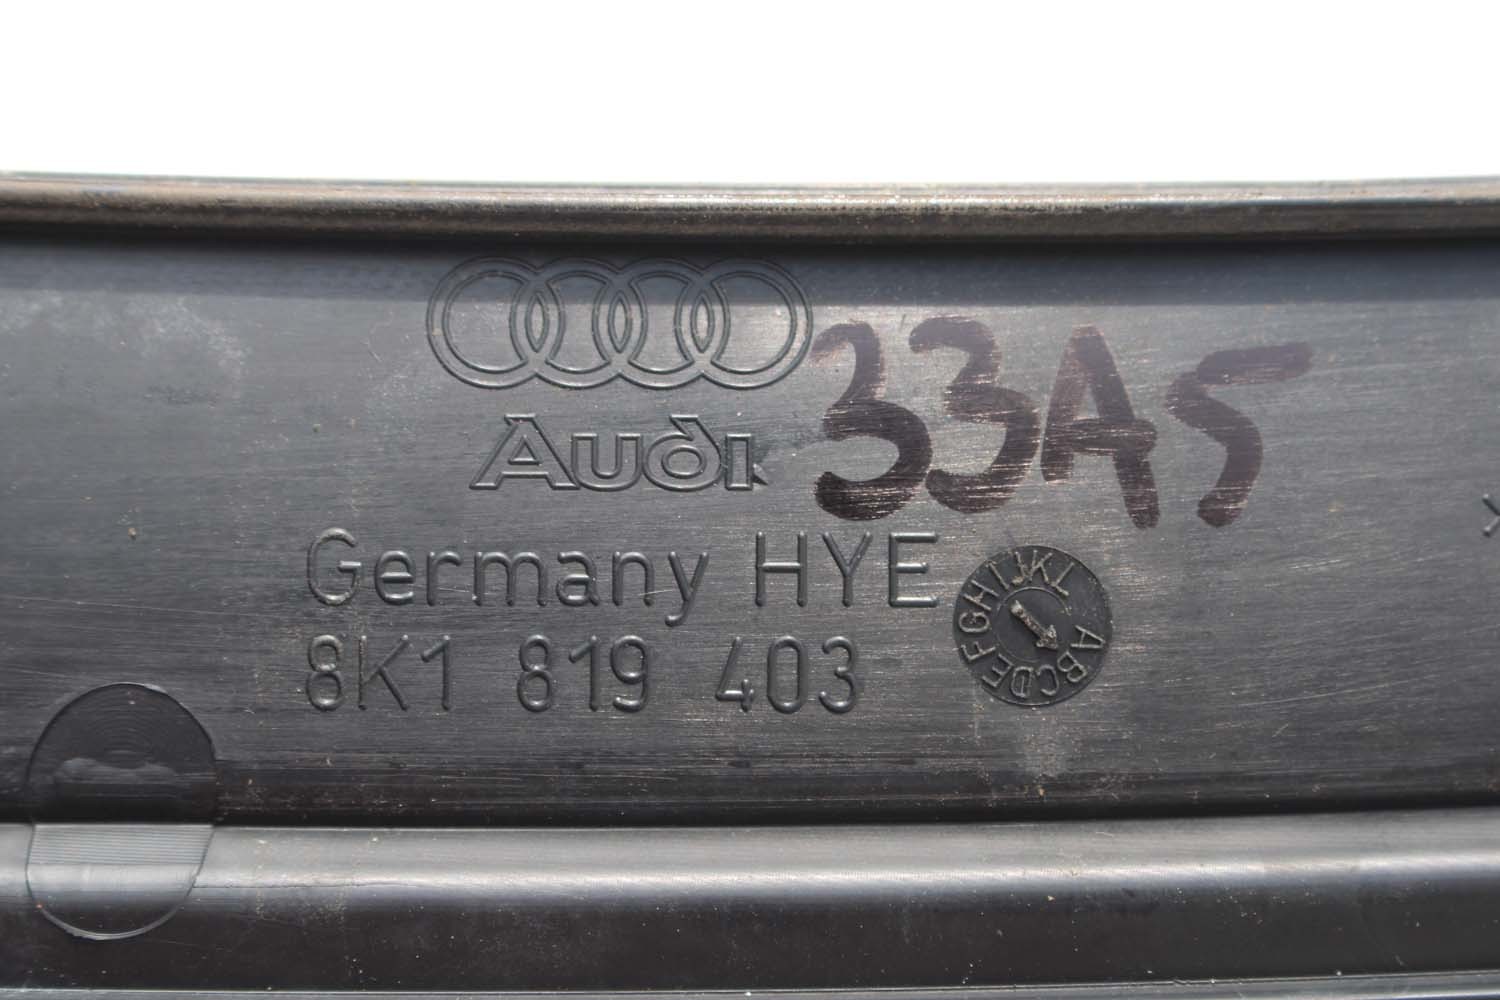 Audi
33A5
Germany HYE
8K1 819 403
ABCDEFGHIJKL